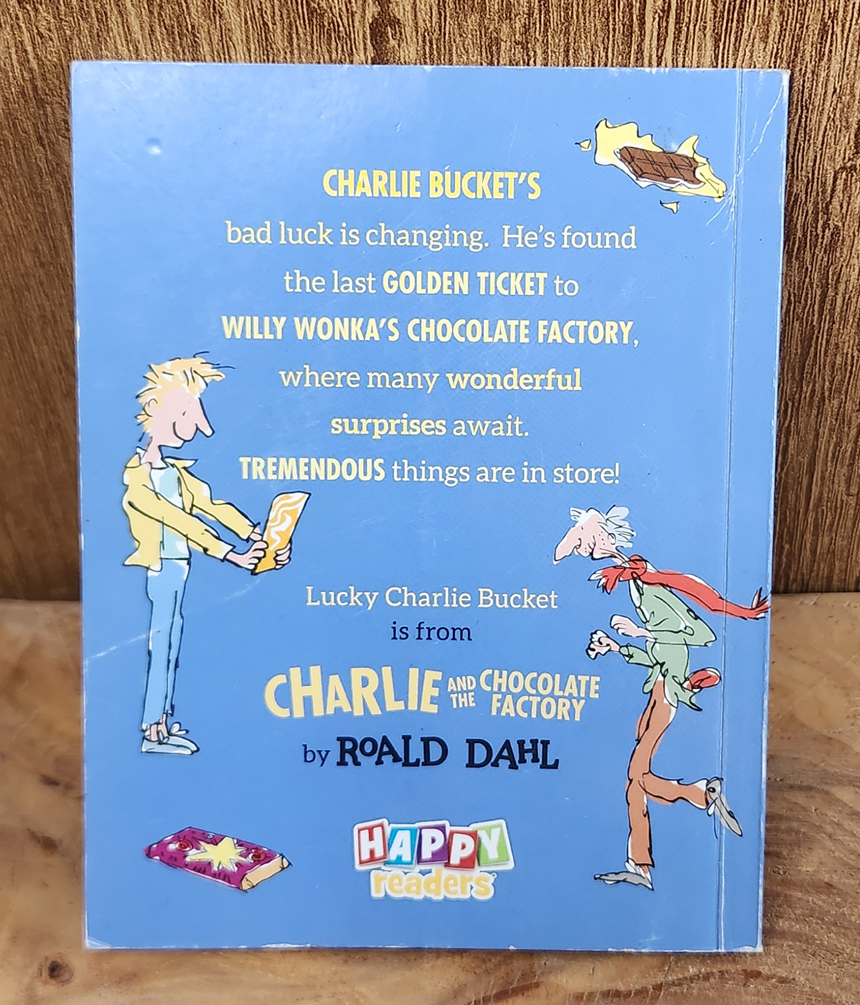 CHARLIE BUCKET'S
bad luck is changing. He's found
the last GOLDEN TICKET to
WILLY WONKA'S CHOCOLATE FACTORY,
where many wonderful
surprises await.
TREMENDOUS things are in store!
Lucky Charlie Bucket
is from
CHARLIE AND THE CHOCOLATE FACTORY
by ROALD DAHL
HAPPY
readers